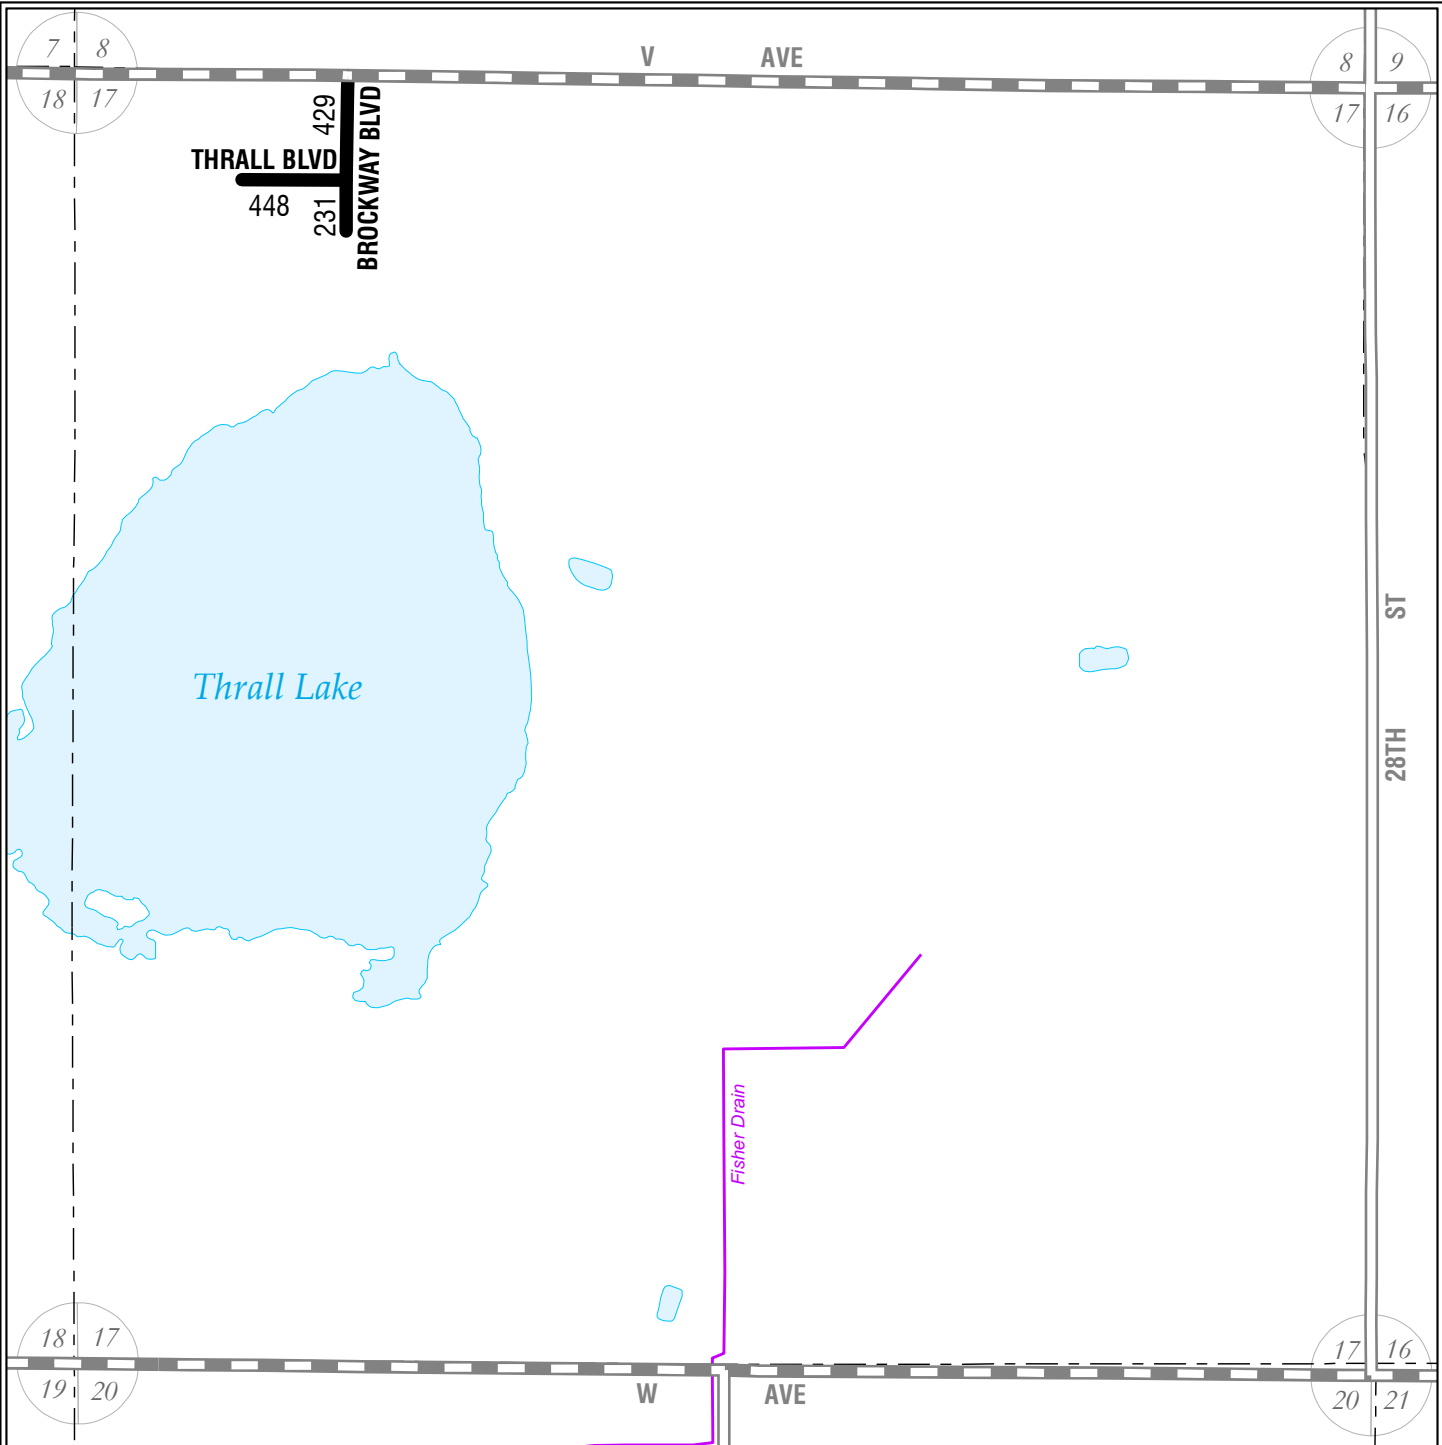 7 8
18 17
V AVE
8 9
17 16
429
BROCKWAY BLVD
THRALL BLVD
448
231
ST
28TH
Thrall Lake
Fisher Drain
18 17
19 20
W AVE
17 16
20 21